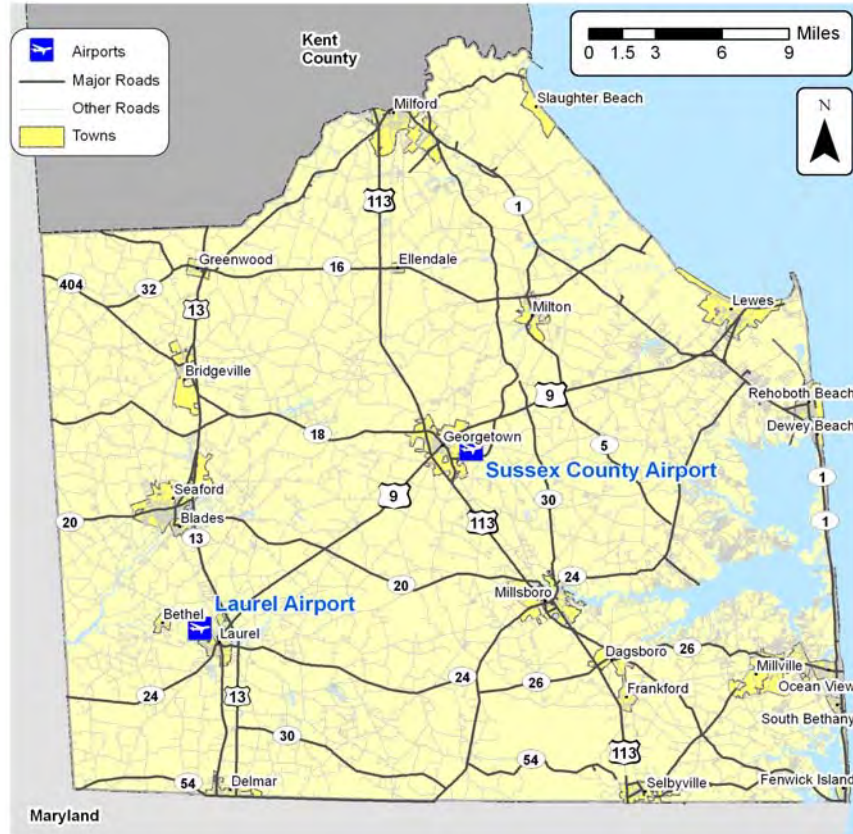 Airports
Major Roads
Other Roads
Towns
Kent
County
Miles
0 1.5 3 6 9
N
Milford
Slaughter Beach
113
1
Greenwood
16
Ellendale
404
32
13
Milton
Lewes
Bridgeville
9
Rehoboth Beach
Dewey Beach
18
Georgetown
5
Sussex County Airport
Seaford
9
30
1
20
Blades
113
1
13
20
24
Millsboro
Bethel
Laurel Airport
Laurel
Dagsboro
26
24
24
26
Millville
13
Frankford
Ocean View
South Bethany
30
113
54
54
Delmar
Selbyville
Fenwick Island
Maryland